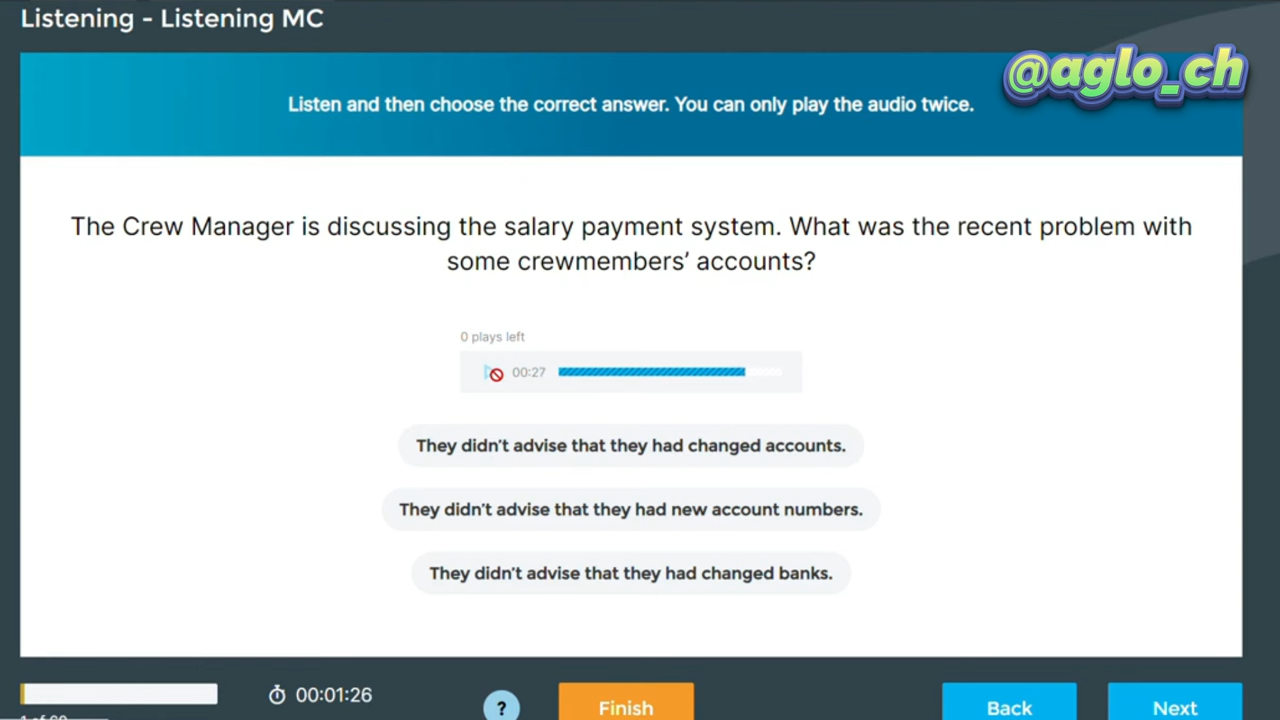 Listening - Listening MC
@aglo_ch
Listen and then choose the correct answer. You can only play the audio twice.
The Crew Manager is discussing the salary payment system. What was the recent problem with
some crewmembers’ accounts?
0 plays left
00:27
They didn’t advise that they had changed accounts.
They didn’t advise that they had new account numbers.
They didn’t advise that they had changed banks.
00:01:26
?
Finish
Back
Next
1 of 60